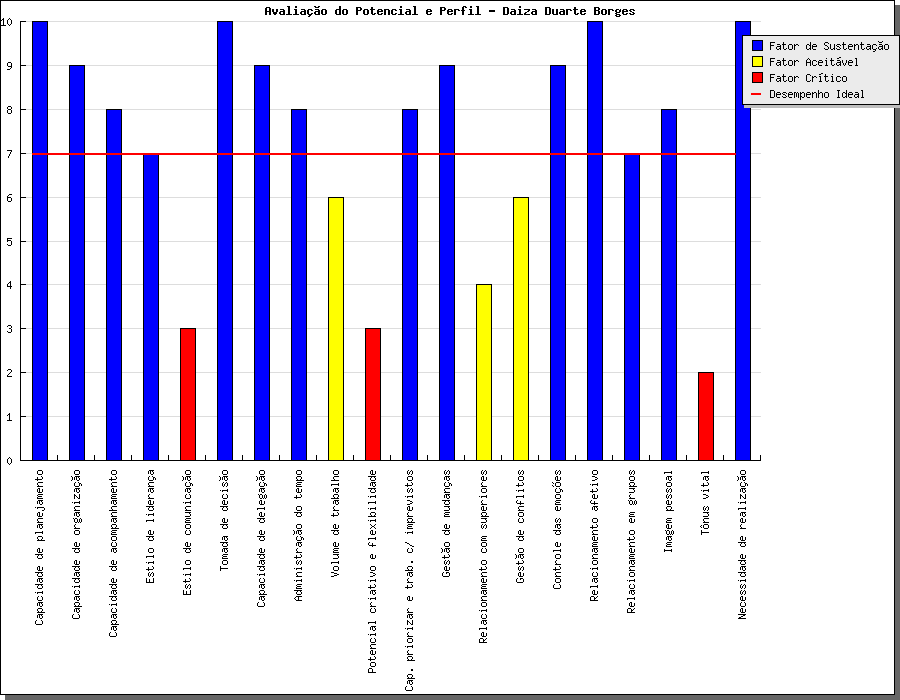 Avaliação do Potencial e Perfil - Daiza Duarte Borges
Fator de Sustentação
Fator Aceitável
Fator Crítico
Desempenho Ideal
10
9
8
7
6
5
4
3
2
1
0
Capacidade de planejamento
Capacidade de organização
Capacidade de acompanhamento
Estilo de liderança
Estilo de comunicação
Tomada de decisão
Capacidade de delegação
Administração do tempo
Volume de trabalho
Potencial criativo e flexibilidade
Cap. priorizar e trab. c/ imprevistos
Gestão de mudanças
Relacionamento com superiores
Gestão de conflitos
Controle das emoções
Relacionamento afetivo
Relacionamento em grupos
Imagem pessoal
Tônus vital
Necessidade de realização